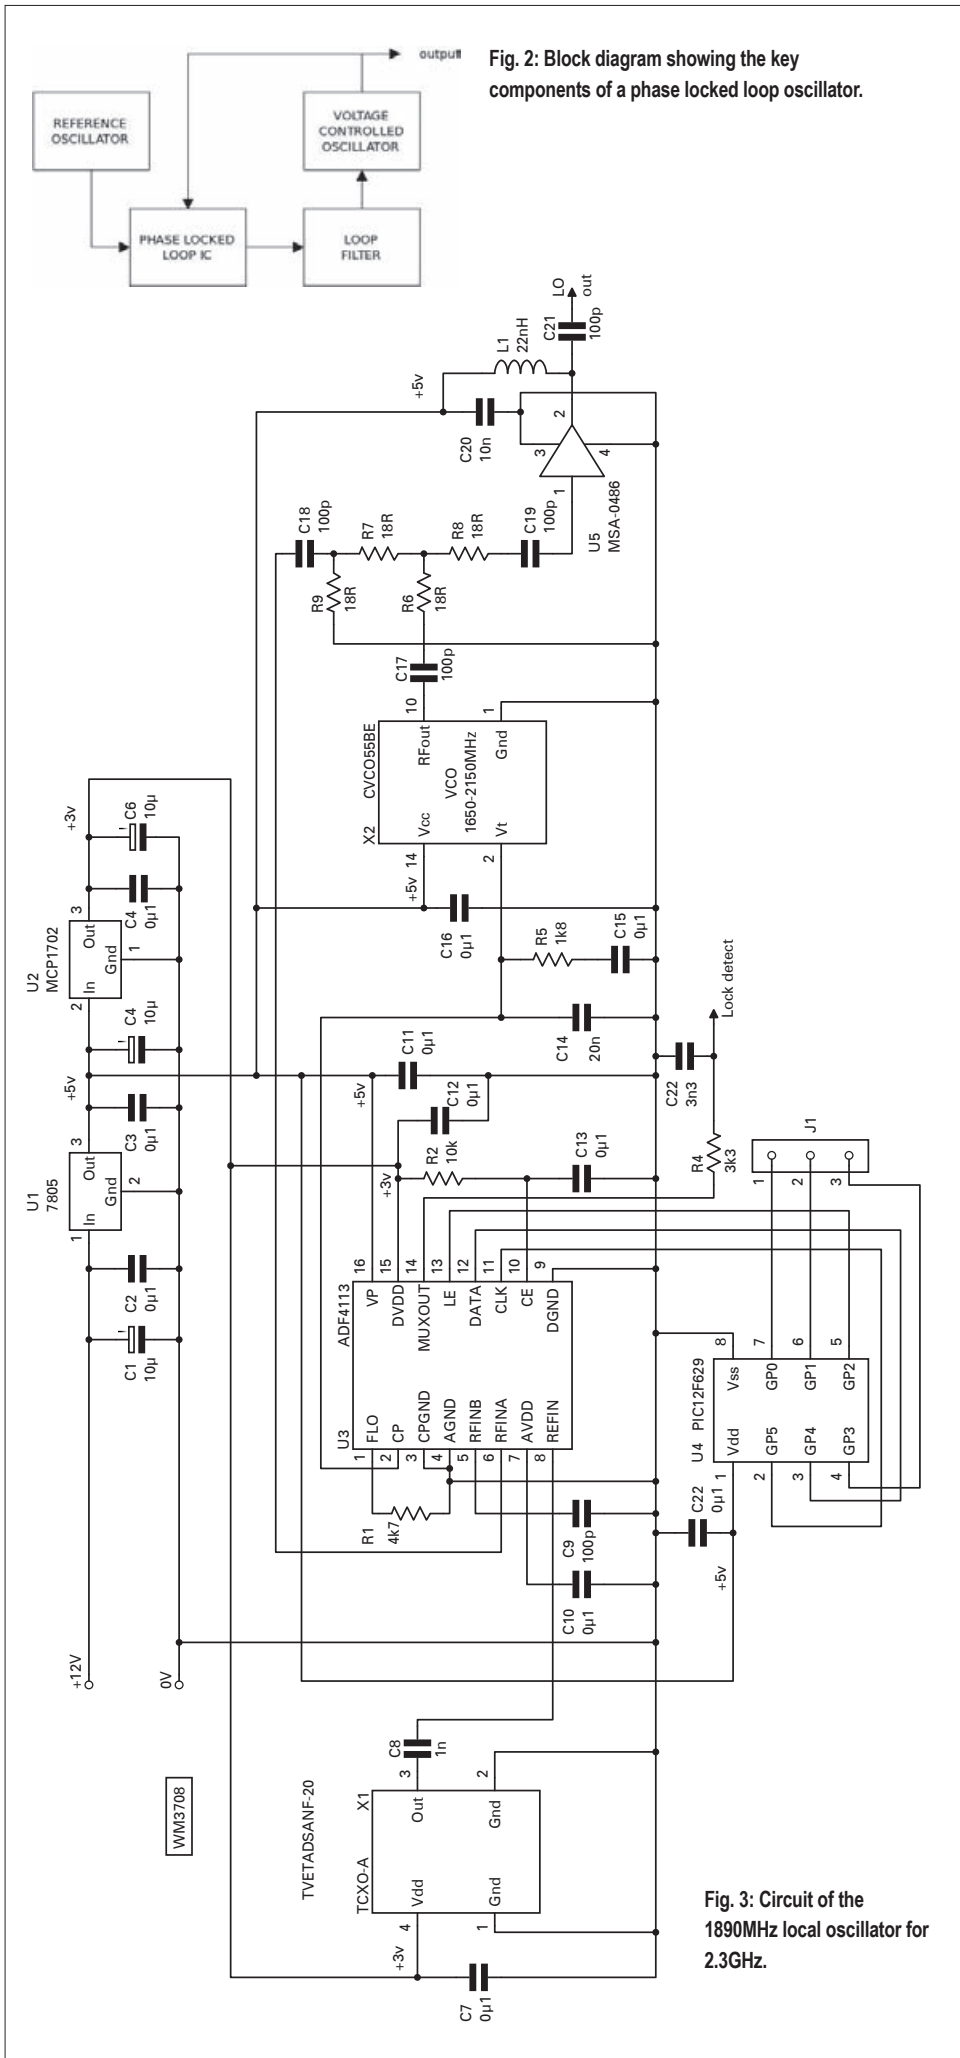 Fig. 2: Block diagram showing the key
components of a phase locked loop oscillator.
output
REFERENCE
OSCILLATOR
VOLTAGE
CONTROLLED
OSCILLATOR
PHASE LOCKED
LOOP IC
LOOP
FILTER
WM3708
+12V
0V
C1
10µ
C2
0µ1
U1
7805
1
In
Out
3
Gnd
2
C3
0µ1
+5v
C4
10µ
U2
MCP1702
2
In
Out
3
Gnd
1
C4
0µ1
C6
10µ
+3v
TVETADSANF-20
TCXO-A
X1
4
Vdd
Out
3
1
Gnd
Gnd
2
+3v
C7
0µ1
C8
1n
U3
ADF4113
1
FLO
2
CP
3
CPGND
4
AGND
5
RFINB
6
RFINA
7
AVDD
8
REFIN
16
VP
15
DVDD
14
MUXOUT
13
LE
12
DATA
11
CLK
10
CE
9
DGND
R1
4k7
C9
100p
C10
0µ1
+5v
C11
0µ1
C12
0µ1
+3v
R2
10k
C13
0µ1
C14
20n
R5
1k8
C15
0µ1
C16
0µ1
+5v
X2
CVCO55BE
14
Vcc
RFout
10
VCO
1650-2150MHz
2
Vt
Gnd
1
C17
100p
R6
18R
R9
18R
C18
100p
R7
18R
R8
18R
C19
100p
U5
MSA-0486
1
2
3
4
C20
10n
+5v
L1
22nH
C21
100p
LO
out
C22
3n3
Lock detect
R4
3k3
J1
1
2
3
U4
PIC12F629
1
Vdd
Vss
8
2
GP5
GP0
7
3
GP4
GP1
6
4
GP3
GP2
5
C22
0µ1
+5v
Fig. 3: Circuit of the
1890MHz local oscillator for
2.3GHz.